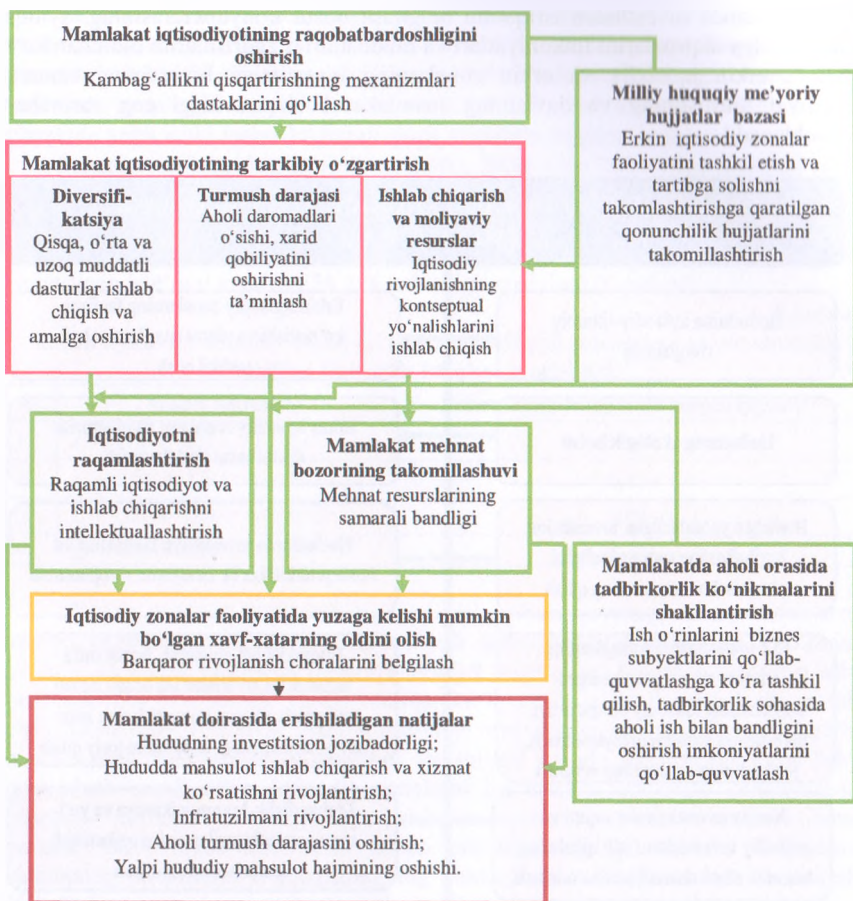 Mamlakat iqtisodiyotining raqobatbardoshligini
oshirish
Kambag‘allikni qisqartirishning mexanizmlari
dastaklarini qo‘llash
Milliy huquqiy me’yoriy
hujjatlar bazasi
Erkin iqtisodiy zonalar
faoliyatini tashkil etish va
tartibga solishni
takomlashtirishga qaratilgan
qonunchilik hujjatlarini
takomillashtirish
Mamlakat iqtisodiyotining tarkibiy o‘zgartirish
Diversifi-
katsiya
Qisqa, o‘rta va
uzoq muddatli
dasturlar ishlab
chiqish va
amalga oshirish
Turmush darajasi
Aholi daromadlari
o‘sishi, xarid
qobiliyatini
oshirishni
ta’minlash
Ishlab chiqarish
va moliyaviy
resurslar
Iqtisodiy
rivojlanishning
kontseptual
yo‘nalishlarini
ishlab chiqish
Iqtisodiyotni
raqamlashtirish
Raqamli iqtisodiyot va
ishlab chiqarishni
intellektuallashtirish
Mamlakat mehnat
bozorining takomillashuvi
Mehnat resurslarining
samarali bandligi
Mamlakatda aholi orasida
tadbirkorlik ko‘nikmalarini
shakllantirish
Ish o‘rinlarini biznes
subyektlarini qo‘llab-
quvvatlashga ko‘ra tashkil
qilish, tadbirkorlik sohasida
aholi ish bilan bandligini
oshirish imkoniyatlarini
qo‘llab-quvvatlash
Iqtisodiy zonalar faoliyatida yuzaga kelishi mumkin
bo‘lgan xavf-xatarning oldini olish
Barqaror rivojlanish choralarini belgilash
Mamlakat doirasida erishiladigan natijalar
Hududning investitsion jozibadorligi;
Hududda mahsulot ishlab chiqarish va xizmat
ko‘rsatishni rivojlantirish;
Infratuzilmani rivojlantirish;
Aholi turmush darajasini oshirish;
Yalpi hududiy mahsulot hajmining oshishi.